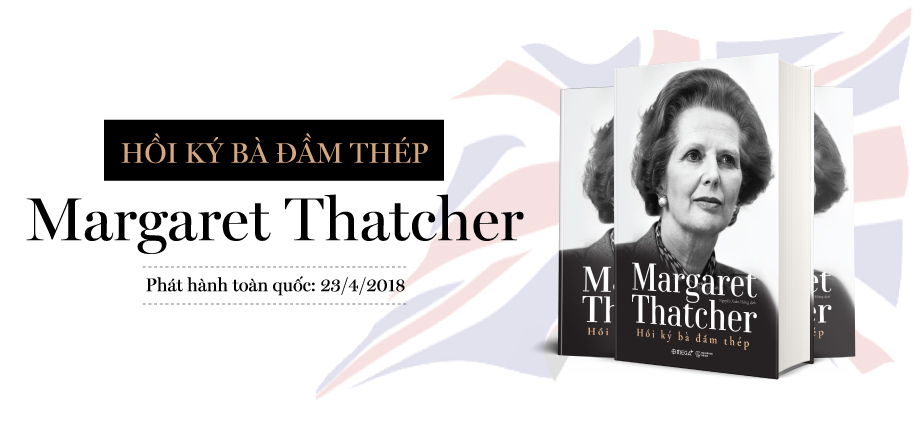 HỒI KÝ BÀ ĐẦM THÉP
Margaret Thatcher
Phát hành toàn quốc: 23/4/2018
Margaret
Thatcher
Hồi ký bà đầm thép
OMEGA+